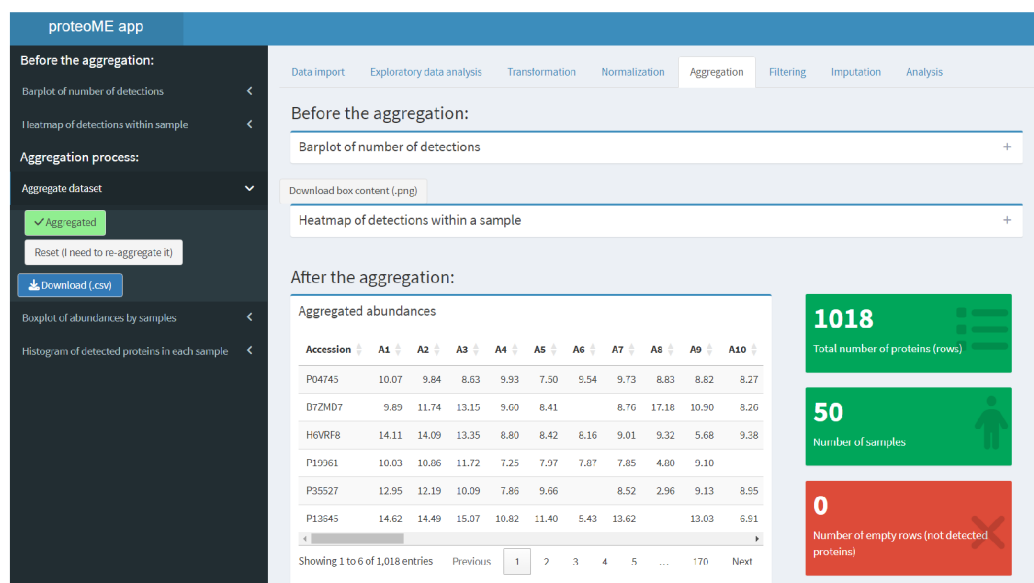 proteoME app
Before the aggregation:
Barplot of number of detections
Heatmap of detections within sample
Aggregation process:
Aggregate dataset
Aggregated
Reset (I need to re-aggregate it)
Download (.csv)
Boxplot of abundances by samples
Histogram of detected proteins in each sample
Data import Exploratory data analysis Transformation Normalization Aggregation Filtering Imputation Analysis
Before the aggregation:
Barplot of number of detections
Download box content (.png)
Heatmap of detections within a sample
After the aggregation:
Aggregated abundances
Accession A1 A2 A3 A4 A5 A6 A7 A8 A9 A10
P04745 10.07 9.84 8.63 9.93 7.50 9.54 9.73 8.83 8.82 8.27
B7ZMD7 9.89 11.74 13.15 9.60 8.41 8.76 17.18 10.90 8.26
H6VRF8 14.11 14.09 13.35 8.80 8.42 8.16 9.01 9.32 5.68 9.38
P19961 10.03 10.86 11.72 7.25 7.97 7.87 7.85 4.80 9.10
P35527 12.95 12.19 10.09 7.86 9.66 8.52 2.96 9.13 8.95
P13645 14.62 14.49 15.07 10.82 11.40 5.43 13.62 13.03 6.91
Showing 1 to 6 of 1,018 entries Previous 1 2 3 4 5 … 170 Next
1018
Total number of proteins (rows)
50
Number of samples
0
Number of empty rows (not detected
proteins)